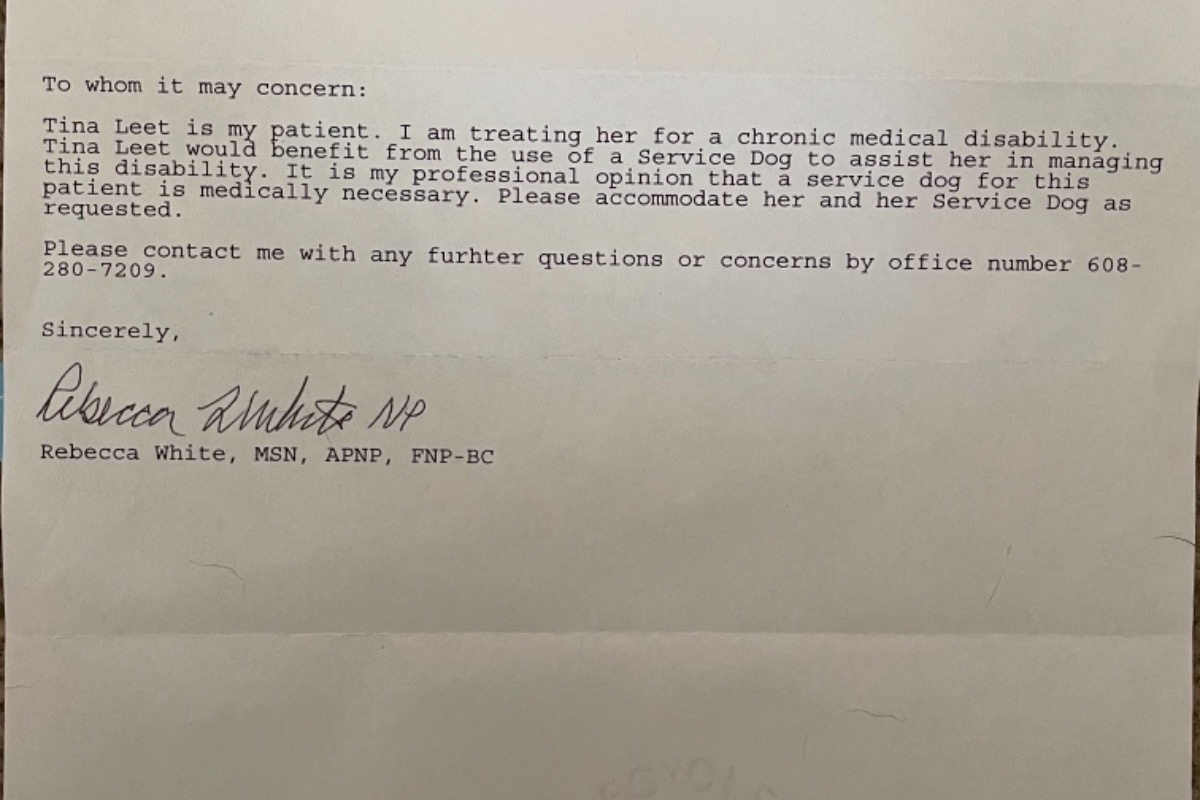 To whom it may concern:
Tina Leet is my patient. I am treating her for a chronic medical disability.
Tina Leet would benefit from the use of a Service Dog to assist her in managing
this disability. It is my professional opinion that a service dog for this
patient is medically necessary. Please accommodate her and her Service Dog as
requested.
Please contact me with any furhter questions or concerns by office number 608-
280-7209.
Sincerely,
Rebecca White NP
Rebecca White, MSN, APNP, FNP-BC